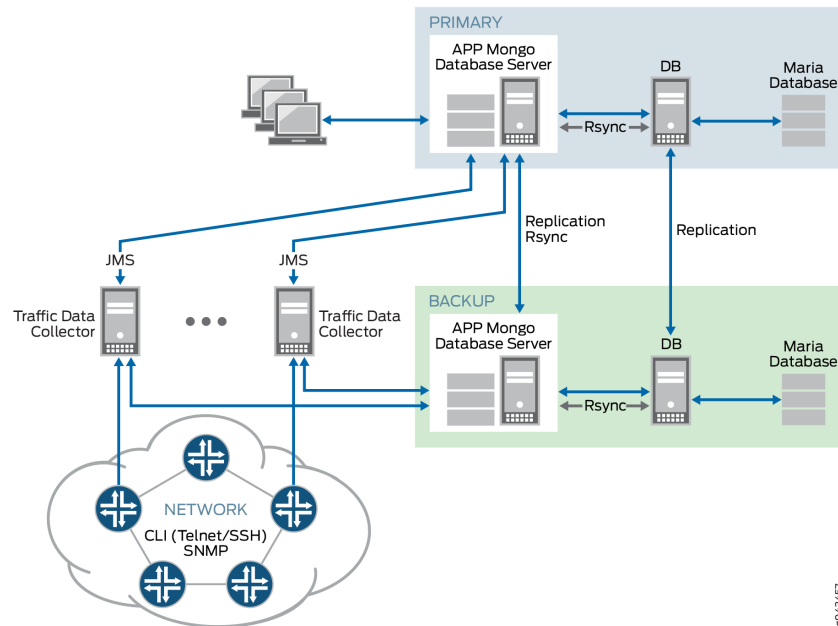 PRIMARY
APP Mongo
Database Server
DB
Maria
Database
Rsync
Replication
Rsync
Replication
JMS
JMS
Traffic Data
Collector
Traffic Data
Collector
BACKUP
APP Mongo
Database Server
DB
Maria
Database
Rsync
NETWORK
CLI (Telnet/SSH)
SNMP